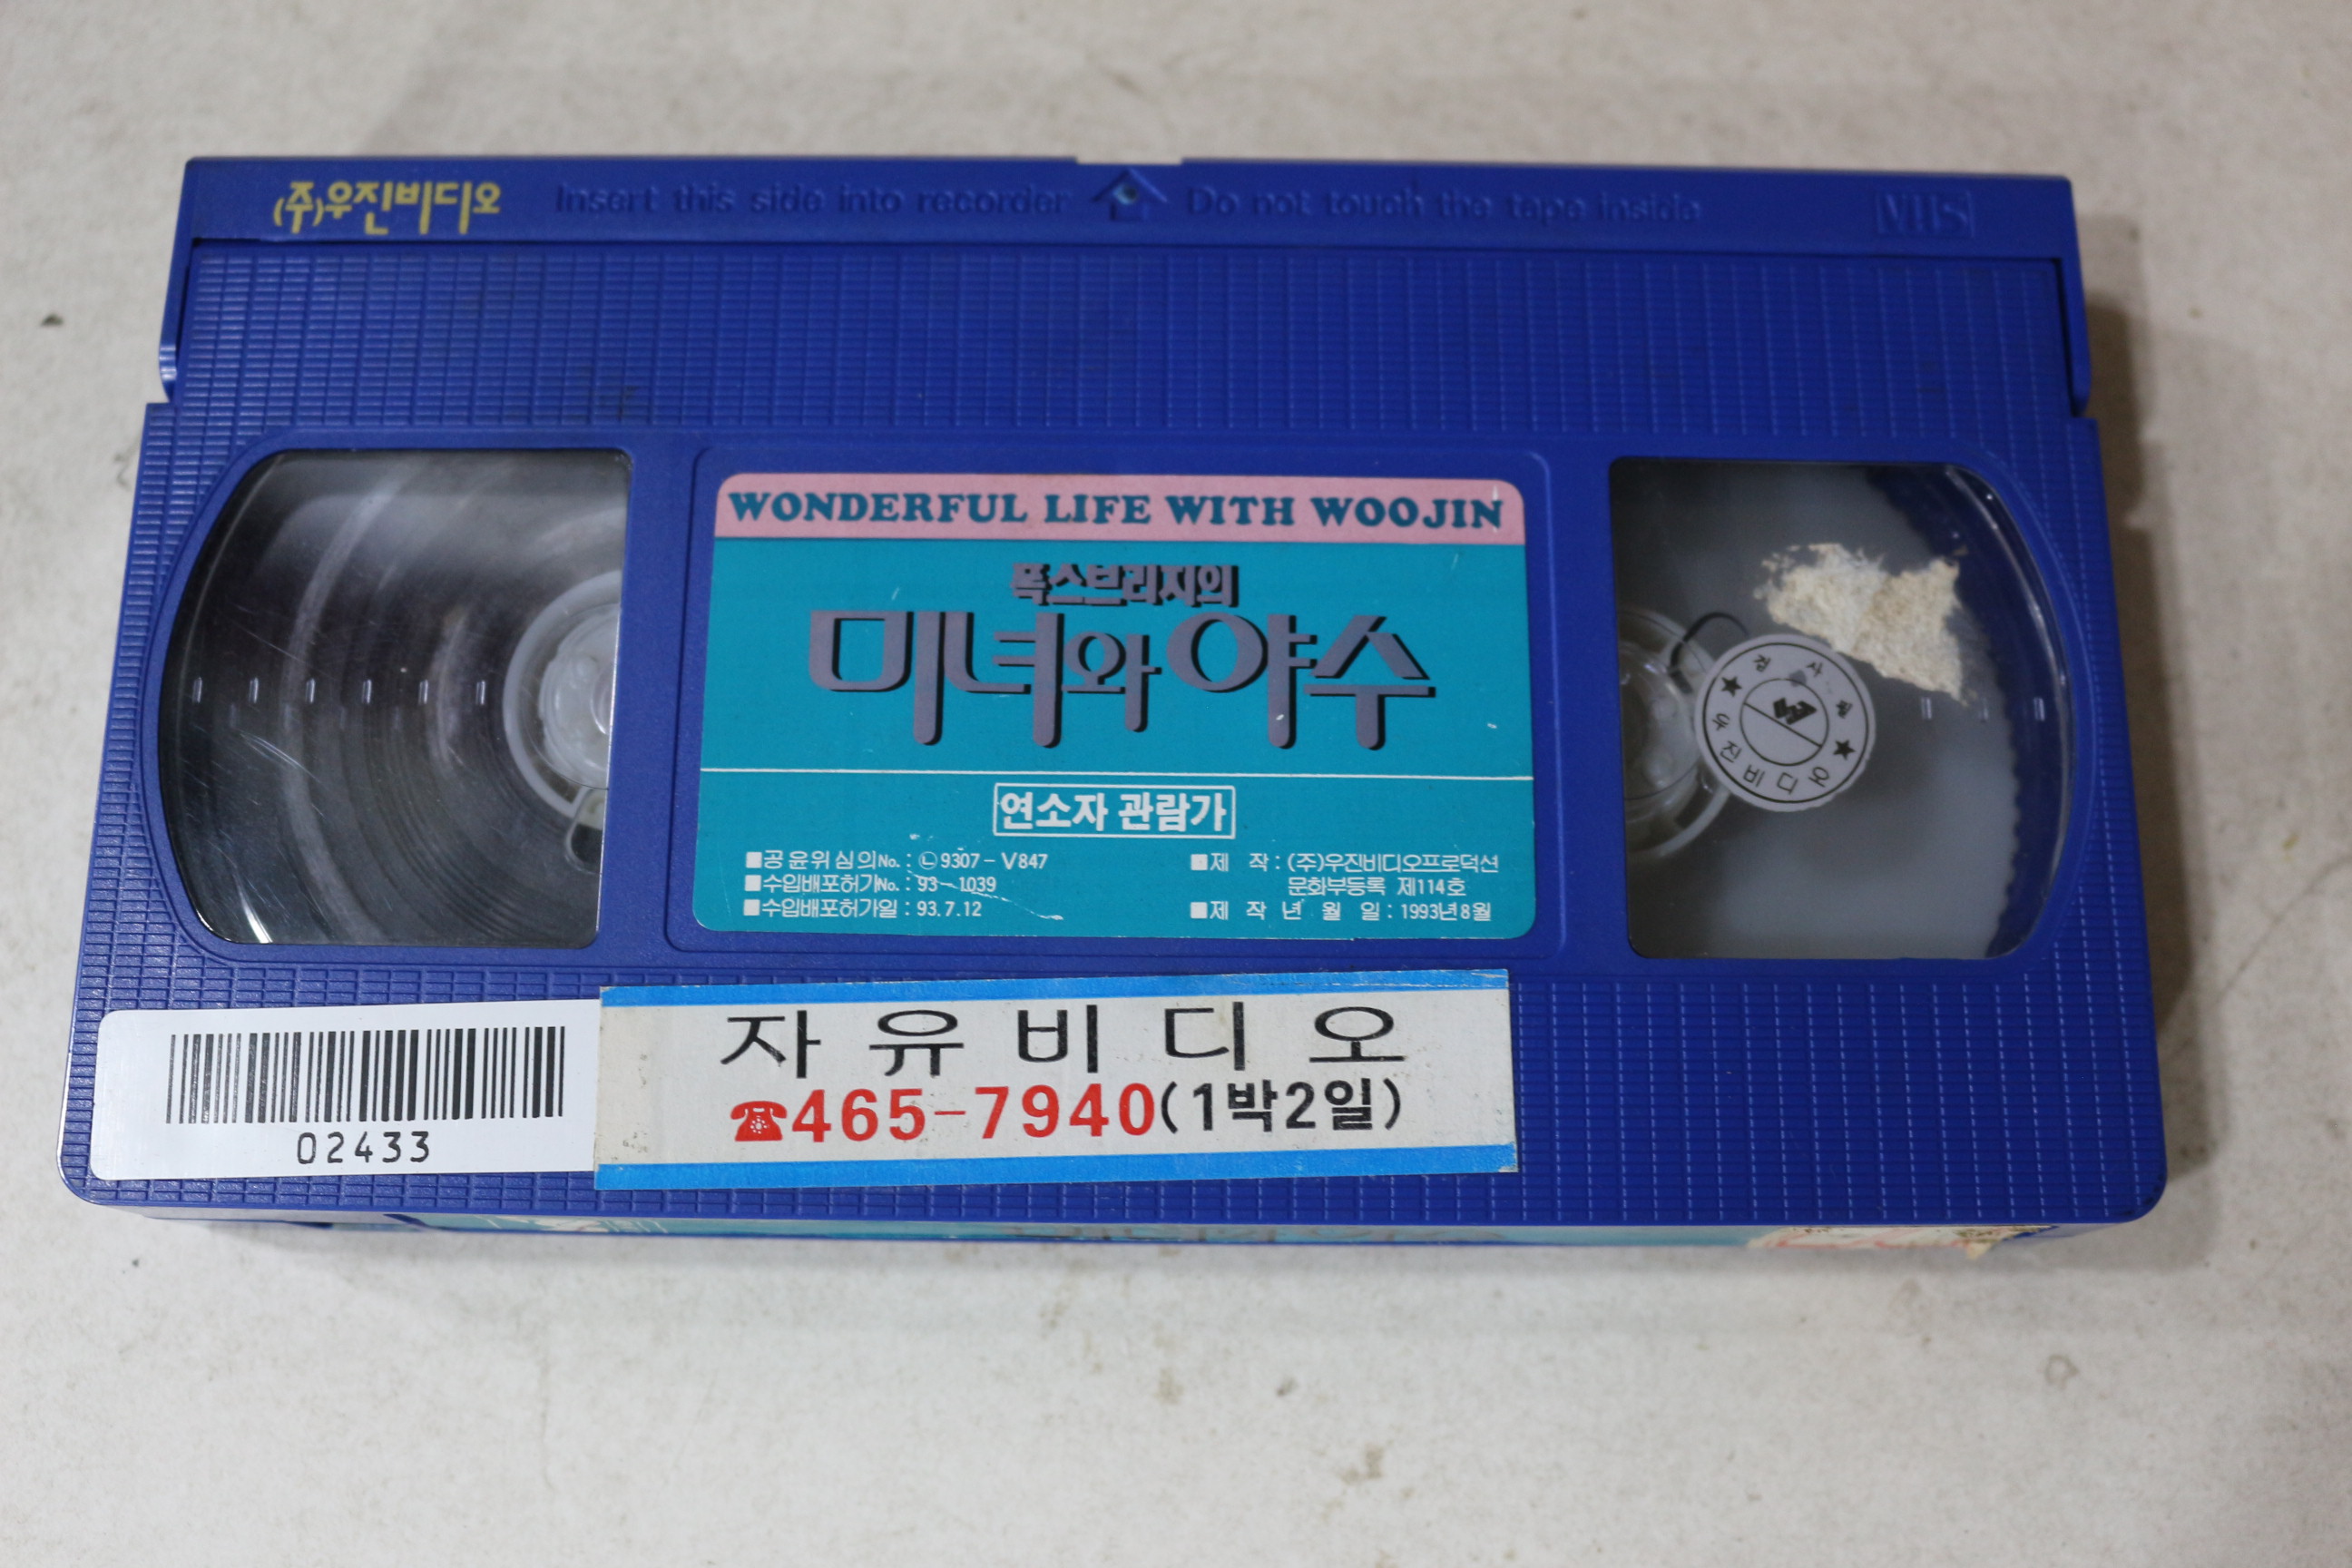 (주)우진비디오
Insert this side into recorder Do not touch the tape inside VHS
WONDERFUL LIFE WITH WOOJIN
폭스브리지의
미녀와 야수
연소자 관람가
■공윤위심의No. : ㉡9307-V847
■수입배포허가No. : 93-1039
■수입배포허가일 : 93.7.12
■제 작 : (주)우진비디오프로덕션
문화부등록 제114호
■제 작 년 월 일 : 1993년8월
검 사 필
★ 우진비디오 ★
자유비디오
☎465-7940(1박2일)
02433